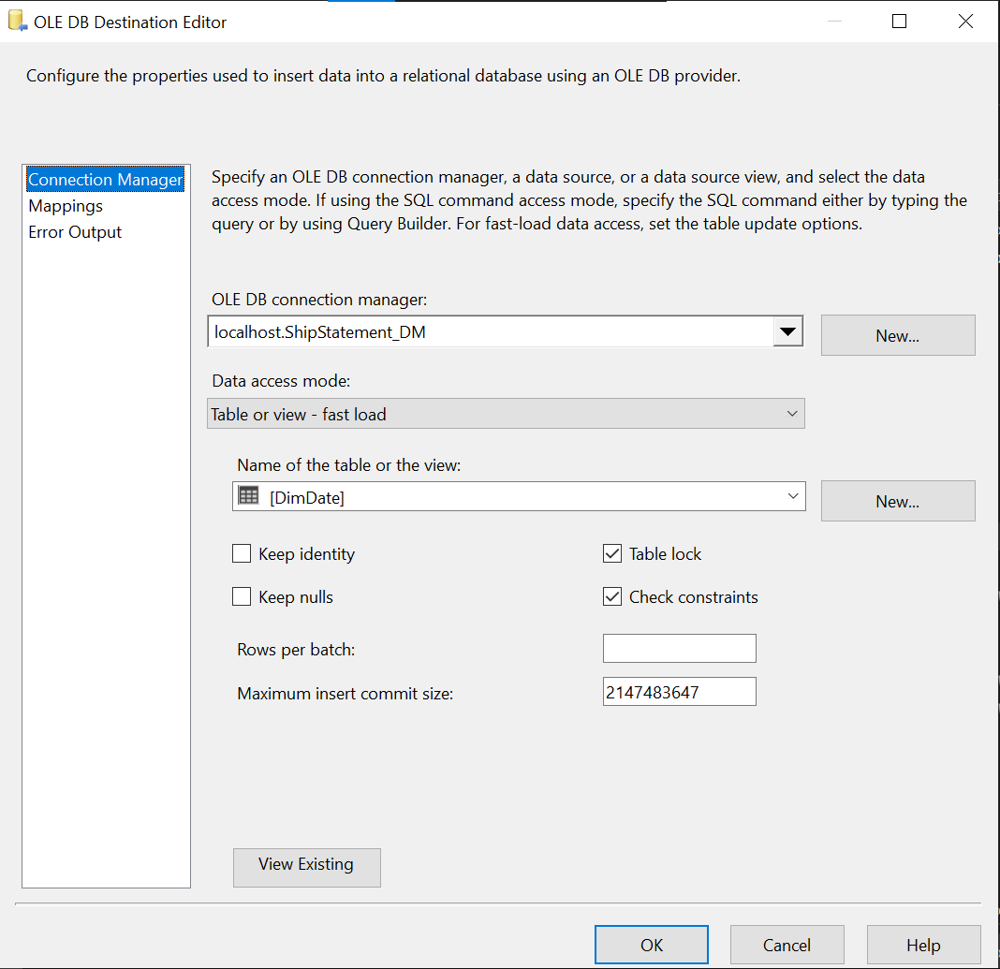 OLE DB Destination Editor
Configure the properties used to insert data into a relational database using an OLE DB provider.
Connection Manager
Mappings
Error Output
Specify an OLE DB connection manager, a data source, or a data source view, and select the data
access mode. If using the SQL command access mode, specify the SQL command either by typing the
query or by using Query Builder. For fast-load data access, set the table update options.
OLE DB connection manager:
localhost.ShipStatement_DM
New...
Data access mode:
Table or view - fast load
Name of the table or the view:
[DimDate]
New...
Keep identity
Table lock
Keep nulls
Check constraints
Rows per batch:
Maximum insert commit size:
2147483647
View Existing
OK
Cancel
Help